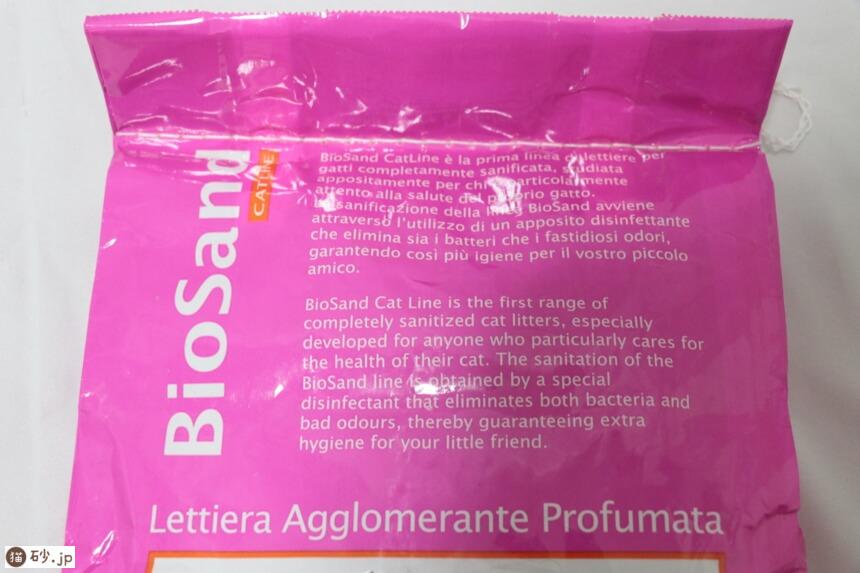 BioSand
CATLINE
BioSand CatLine è la prima linea di lettiere per
gatti completamente sanificata, studiata
appositamente per chi particolarmente
attento alla salute del proprio gatto.
La sanificazione della linea BioSand avviene
attraverso l'utilizzo di un apposito disinfettante
che elimina sia i batteri che i fastidiosi odori,
garantendo così più igiene per il vostro piccolo
amico.
BioSand Cat Line is the first range of
completely sanitized cat litters, especially
developed for anyone who particularly cares for
the health of their cat. The sanitation of the
BioSand line is obtained by a special
disinfectant that eliminates both bacteria and
bad odours, thereby guaranteeing extra
hygiene for your little friend.
Lettiera Agglomerante Profumata
猫砂.jp